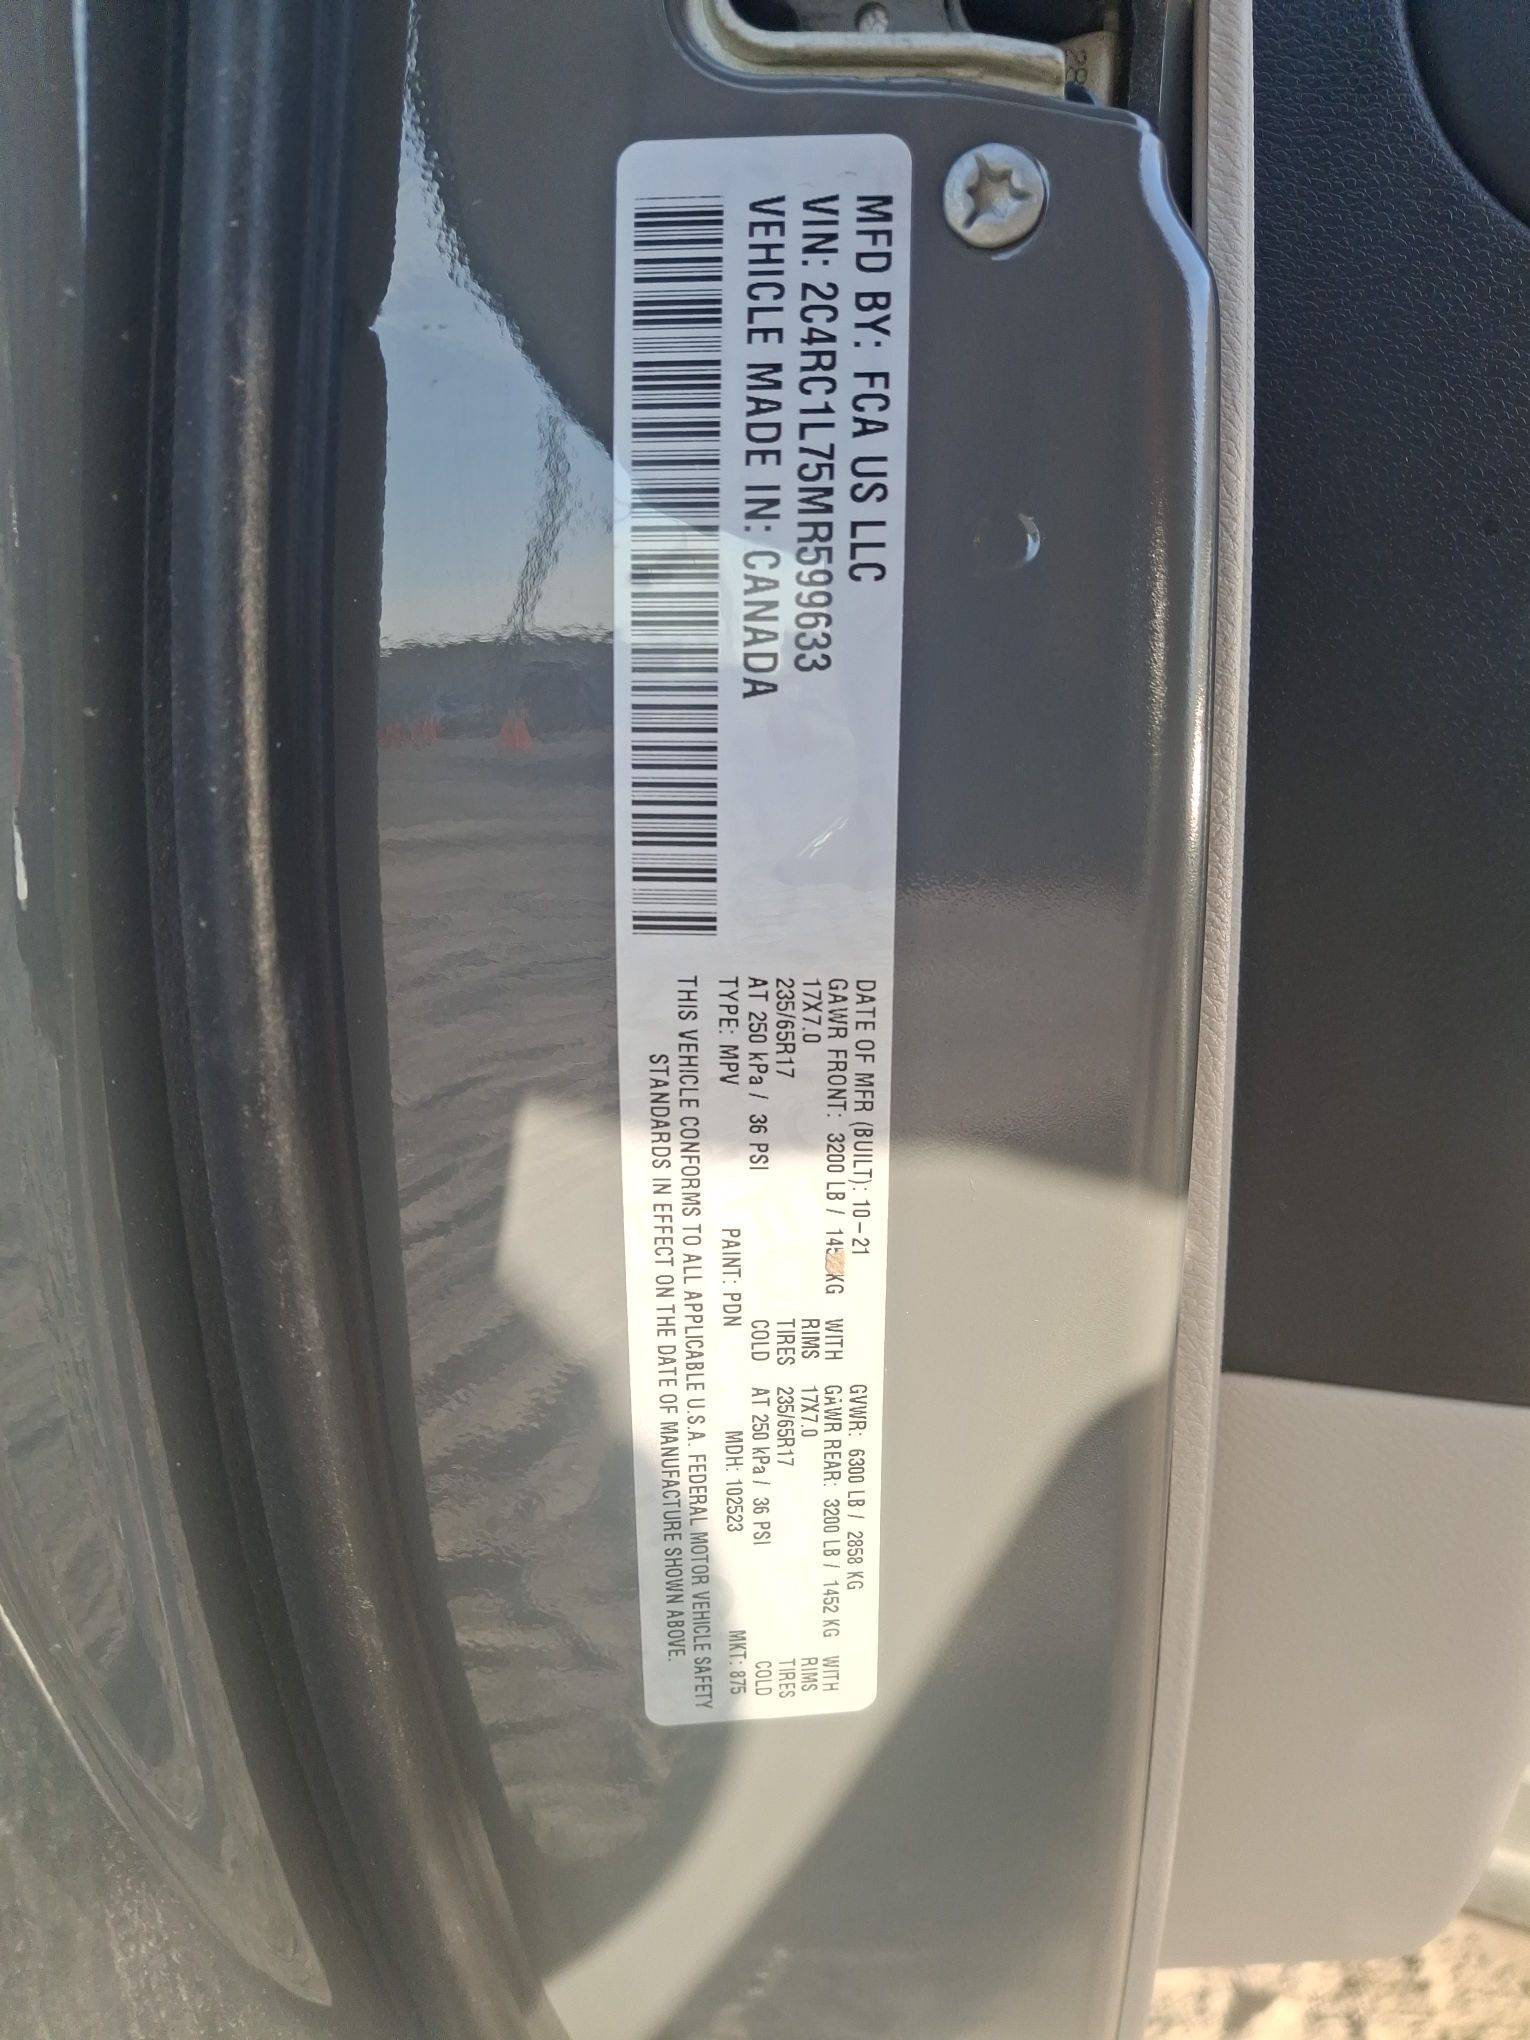 MFD BY: FCA US LLC
VIN: 2C4RC1L75MR599633
VEHICLE MADE IN: CANADA
DATE OF MFR (BUILT): 10-21 GVWR: 6300 LB / 2858 KG
GAWR FRONT: 3200 LB / KG WITH GAWR REAR: 3200 LB / 1452 KG WITH
17X7.0 RIMS 17X7.0 RIMS
235/65R17 TIRES 235/65R17 TIRES
AT 250 kPa / 36 PSI COLD AT 250 kPa / 36 PSI COLD
TYPE: MPV PAINT: PDN MDH: 102523 MKT: 875
THIS VEHICLE CONFORMS TO ALL APPLICABLE U.S.A. FEDERAL MOTOR VEHICLE SAFETY
STANDARDS IN EFFECT ON THE DATE OF MANUFACTURE SHOWN ABOVE.